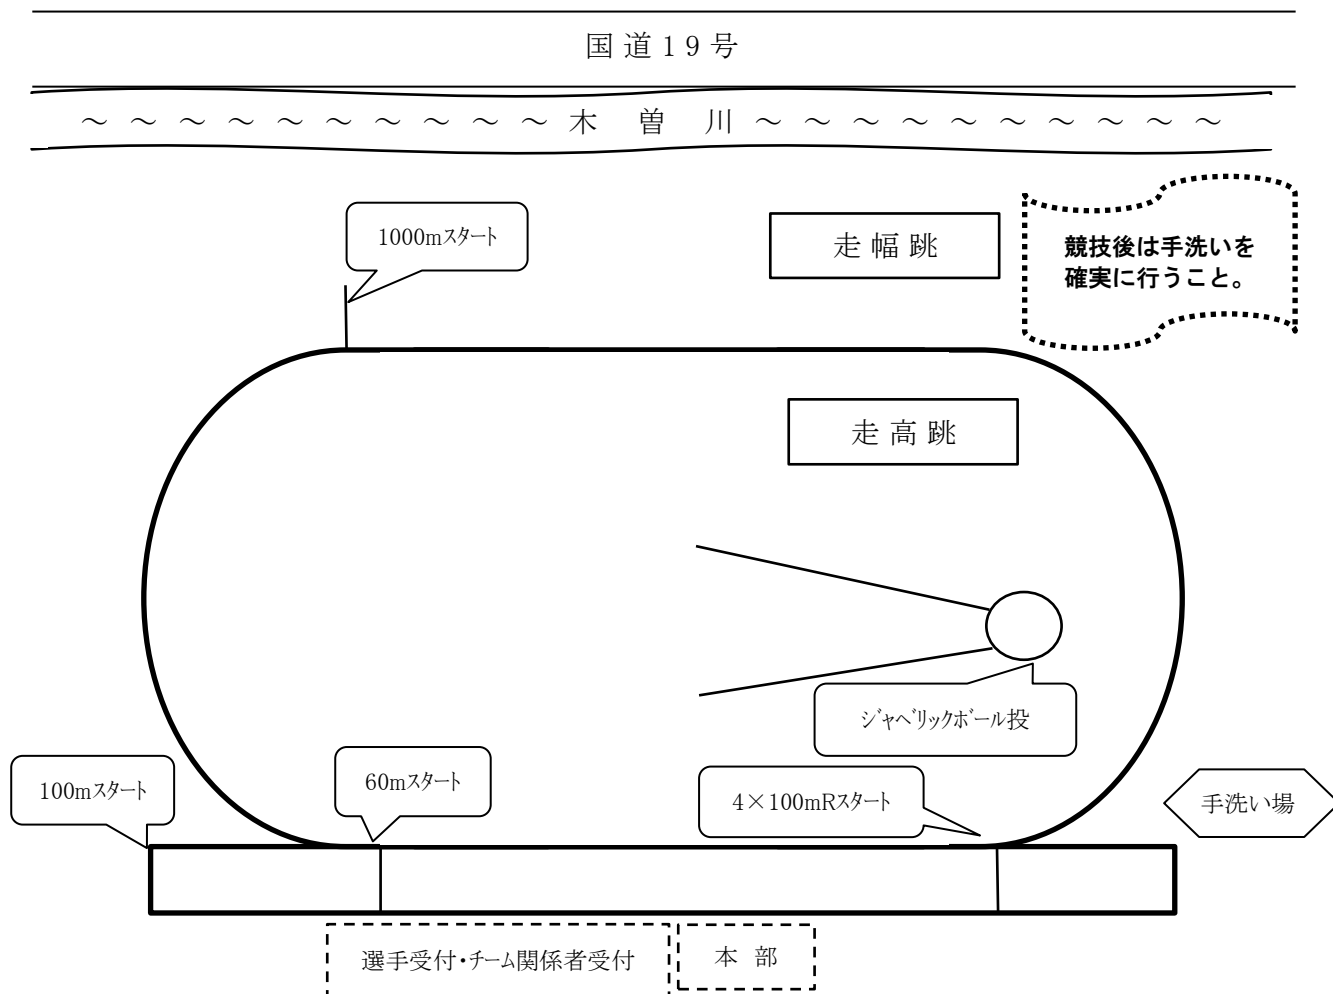 国道19号
～～～～～～～～～～木 曽 川～～～～～～～～～～
1000mスタート
走幅跳
競技後は手洗いを
確実に行うこと。
走高跳
ジャベリックボール投
100mスタート
60mスタート
4×100mRスタート
手洗い場
選手受付・チーム関係者受付
本 部